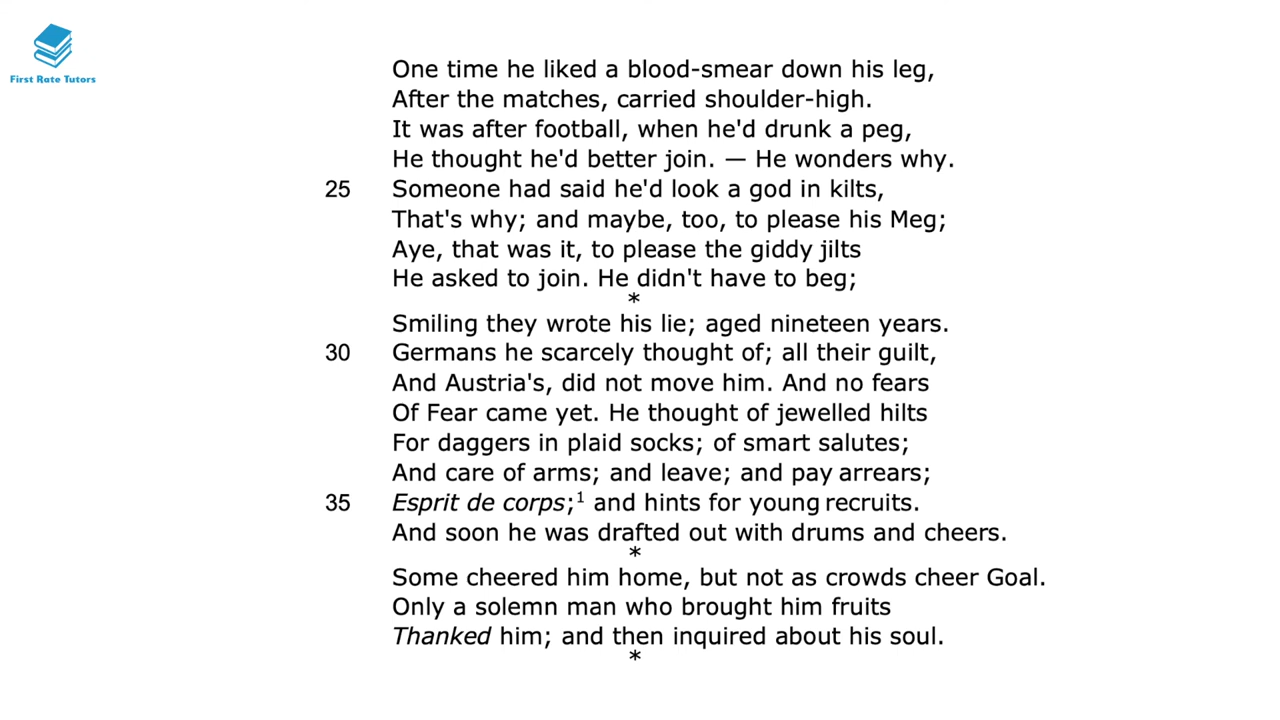 First Rate Tutors
One time he liked a blood-smear down his leg,
After the matches, carried shoulder-high.
It was after football, when he'd drunk a peg,
He thought he'd better join. — He wonders why.
25 Someone had said he'd look a god in kilts,
That's why; and maybe, too, to please his Meg;
Aye, that was it, to please the giddy jilts
He asked to join. He didn't have to beg;
*
Smiling they wrote his lie; aged nineteen years.
30 Germans he scarcely thought of; all their guilt,
And Austria's, did not move him. And no fears
Of Fear came yet. He thought of jewelled hilts
For daggers in plaid socks; of smart salutes;
And care of arms; and leave; and pay arrears;
35 Esprit de corps;¹ and hints for young recruits.
And soon he was drafted out with drums and cheers.
*
Some cheered him home, but not as crowds cheer Goal.
Only a solemn man who brought him fruits
Thanked him; and then inquired about his soul.
*